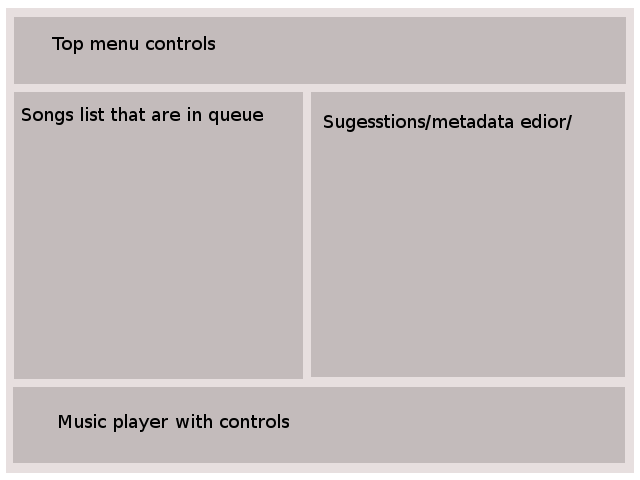 Top menu controls
Songs list that are in queue
Sugesstions/metadata edior/
Music player with controls